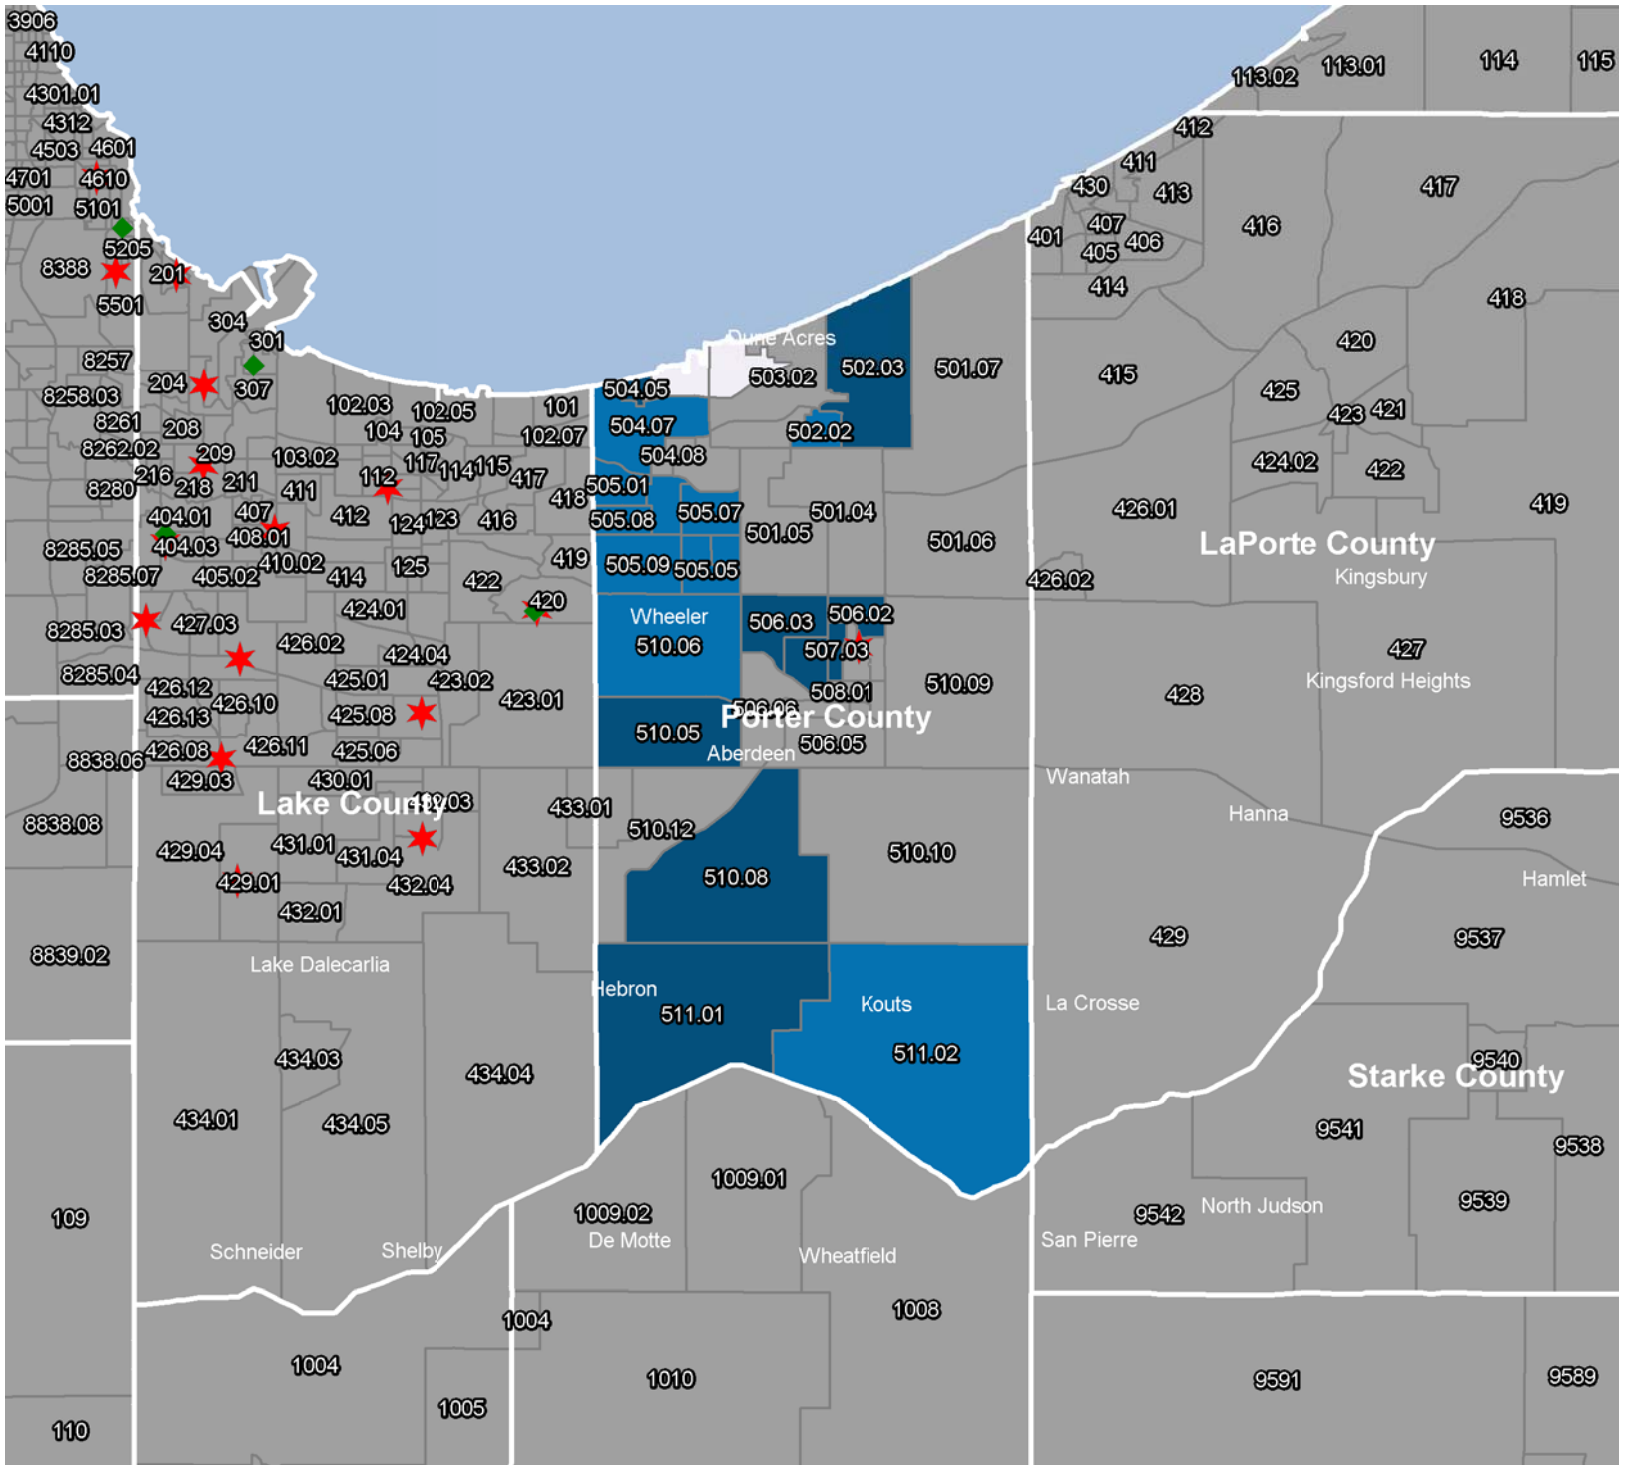 3906
4110
4301.01
4312
4503 4601
4701 4610
5001 5101
5205
8388 201
5501
304
301
8257
204 307
8258.03
8261 208
8262.02 209
216 218 211
8280
404.01 407
8285.05 404.03 408.01
8285.07 405.02 410.02
8285.03 427.03
8285.04
426.12 426.10
426.13
8838.06 426.08 426.11
429.03
8838.08
8839.02
109
110
102.03 102.05 101
104 105 102.07
103.02 117 114 115
112 417
411 418
412 124 123 416
414 125 419
422
424.01 420
426.02
424.04
425.01 423.02
423.01
425.08
425.06
430.01
Lake County
432.03
433.01
429.04 431.01 431.04
433.02
429.01 432.04
432.01
Lake Dalecarlia
434.03
434.04
434.01 434.05
Schneider Shelby
1004
1004
1005
Dune Acres
504.05 503.02 502.03 501.07
504.07 502.02
504.08
505.01
505.08 505.07 501.04
501.05
501.06
505.09 505.05
Wheeler 506.03 506.02
510.06 507.03
508.01 510.09
506.06
Porter County
510.05 506.05
Aberdeen
510.12
510.10
510.08
Hebron Kouts
511.01
511.02
1009.01
1009.02
De Motte Wheatfield
1008
1010
113.02 113.01 114 115
412
411
430 413 417
401 407 416
405 406
414 418
420
415
425
423 421
424.02 422
426.01 419
LaPorte County
426.02 Kingsbury
427
428 Kingsford Heights
Wanatah
Hanna
9536
Hamlet
429 9537
La Crosse
9540
Starke County
9541 9538
9542 North Judson 9539
San Pierre
9591 9589